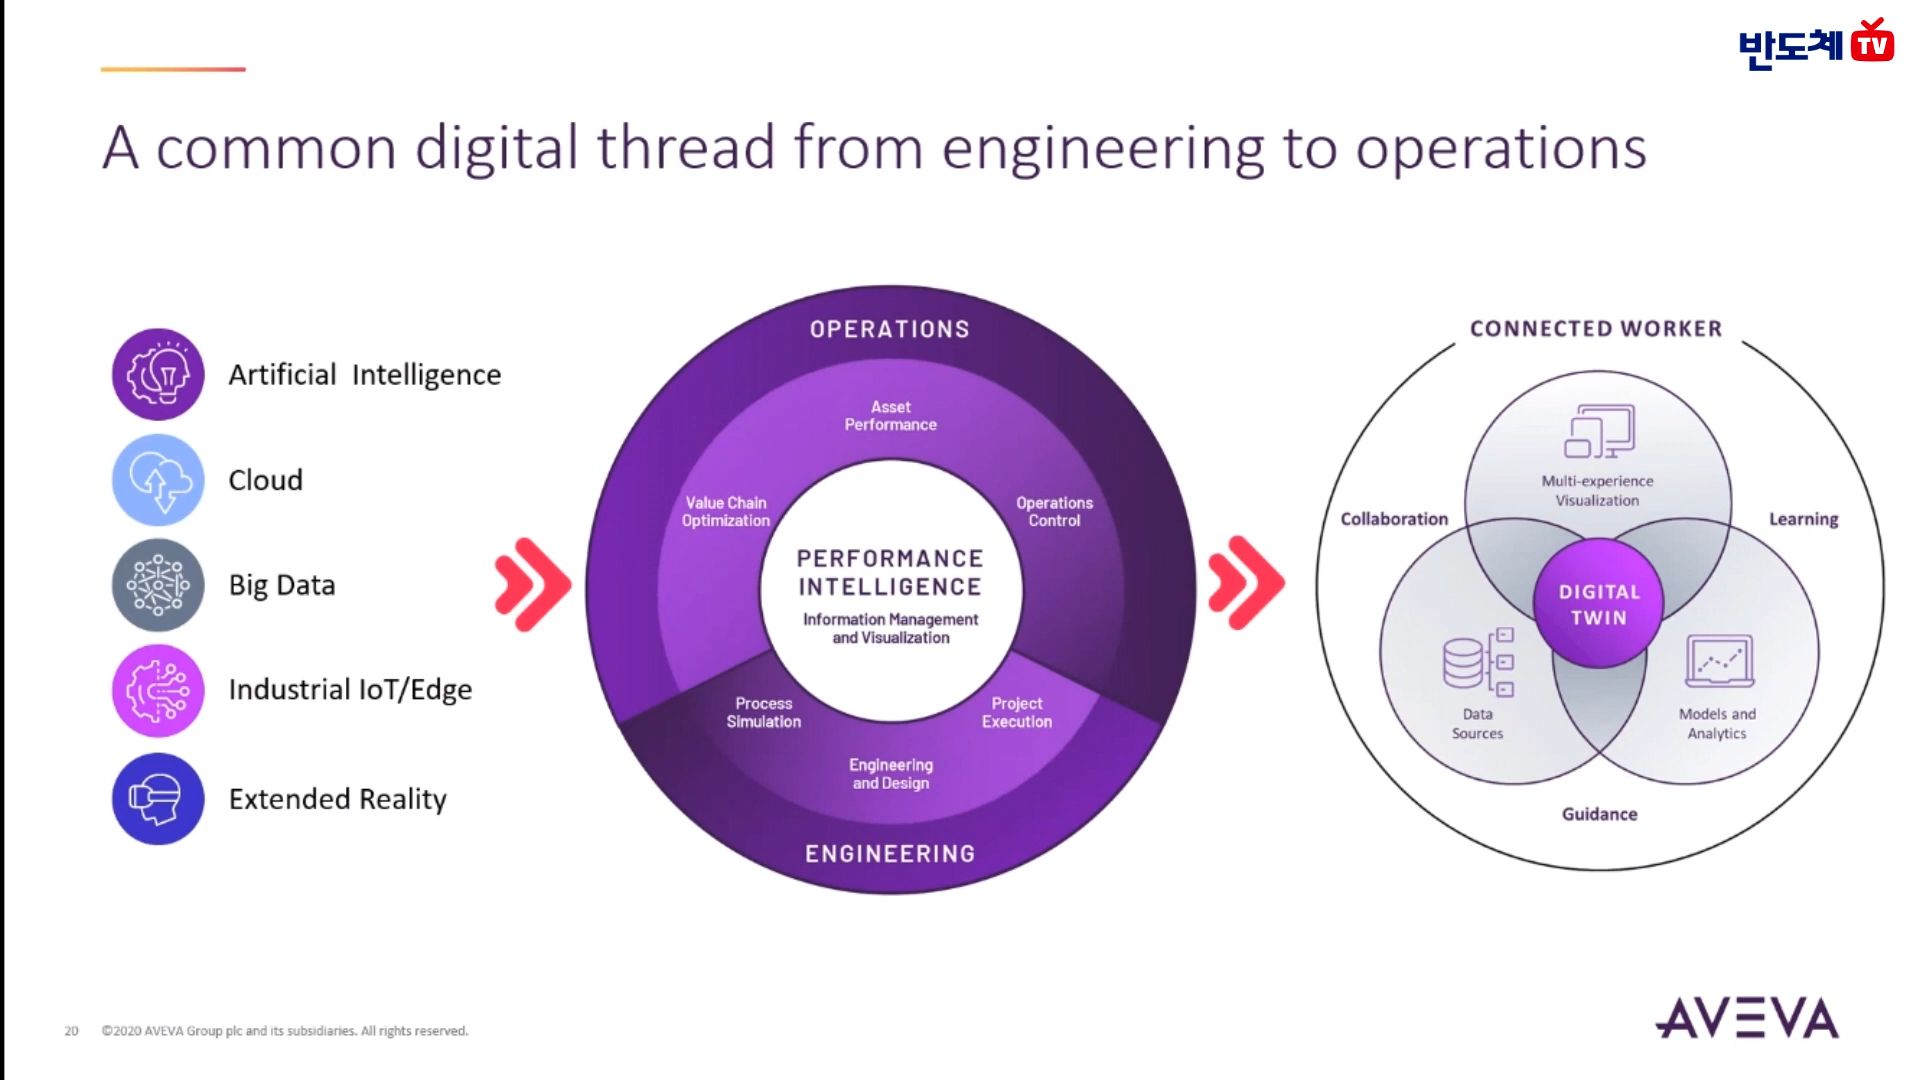 반도체 TV
A common digital thread from engineering to operations
Artificial Intelligence
Cloud
Big Data
Industrial IoT/Edge
Extended Reality
OPERATIONS
Asset
Performance
Value Chain
Optimization
Operations
Control
PERFORMANCE
INTELLIGENCE
Information Management
and Visualization
Process
Simulation
Project
Execution
Engineering
and Design
ENGINEERING
CONNECTED WORKER
Multi-experience
Visualization
Collaboration
Learning
DIGITAL
TWIN
Data
Sources
Models and
Analytics
Guidance
20 ©2020 AVEVA Group plc and its subsidiaries. All rights reserved.
AVEVA